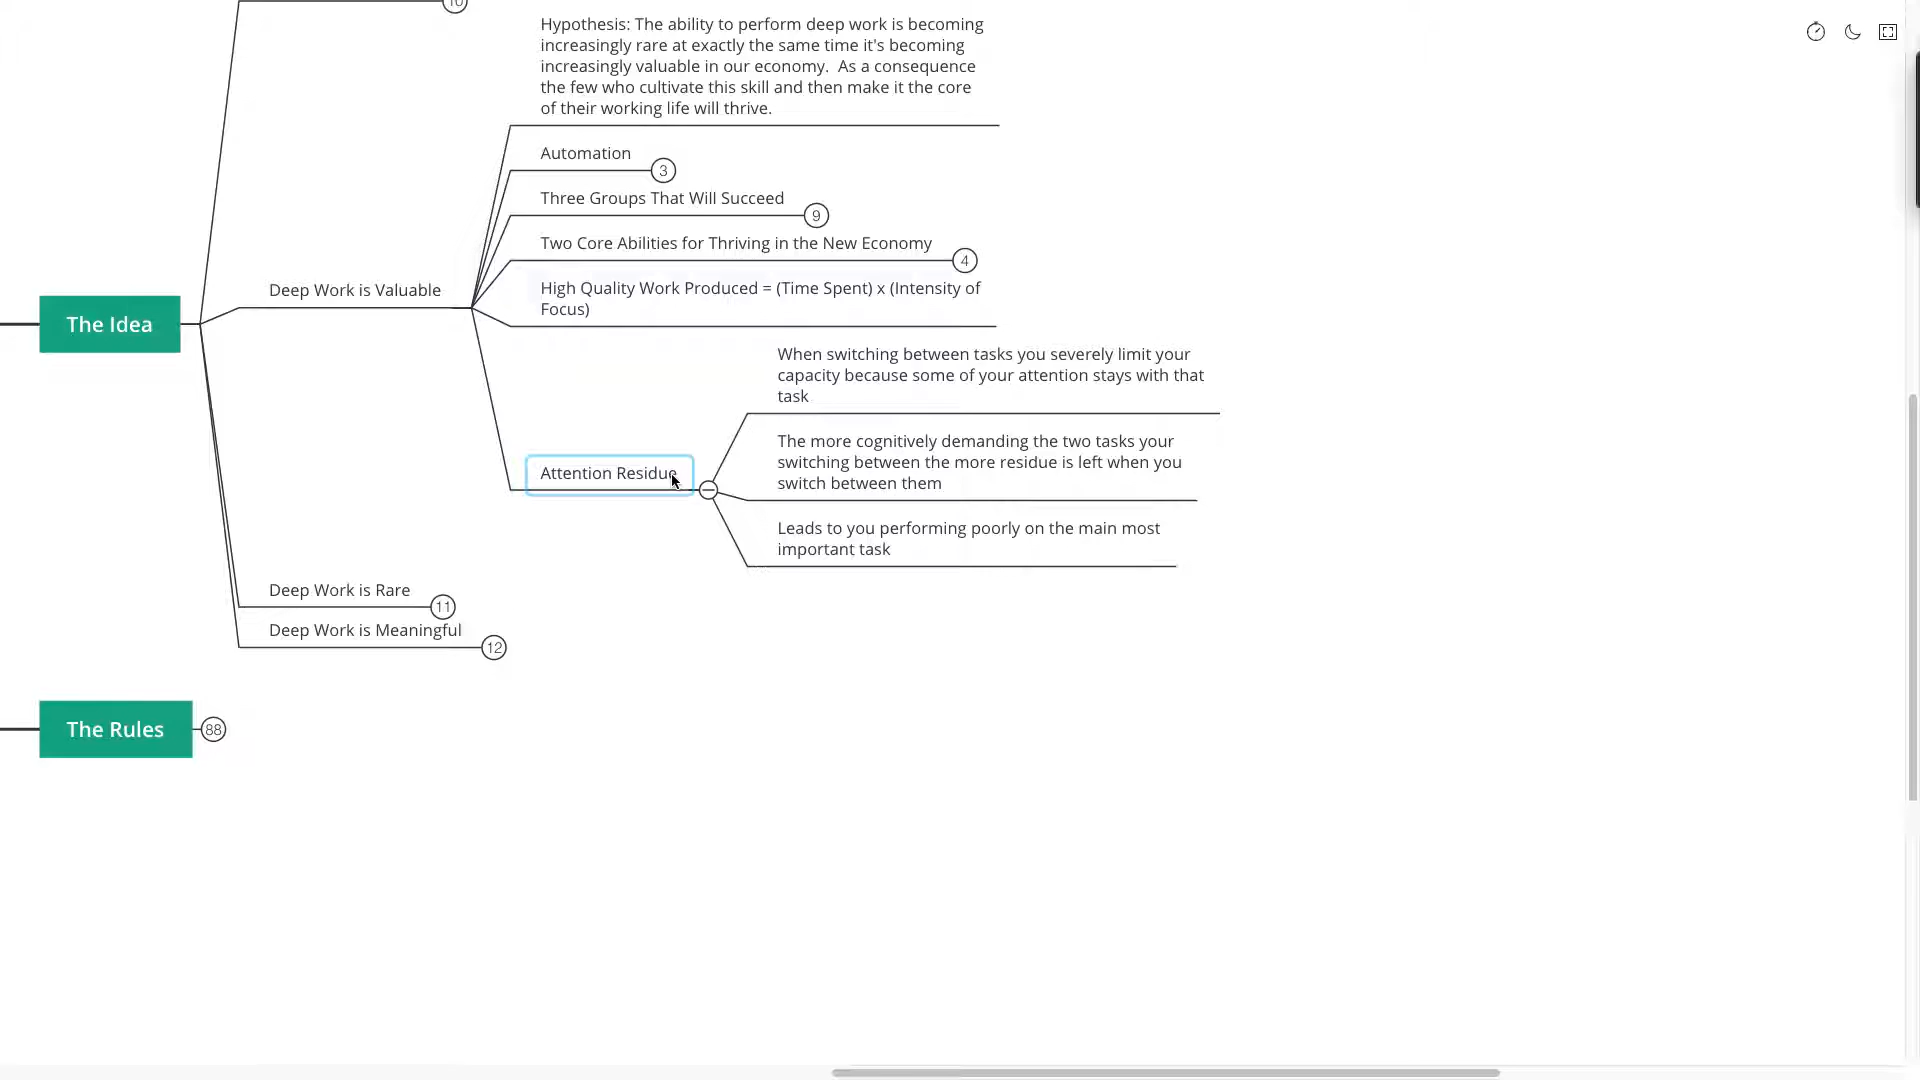 10
Hypothesis: The ability to perform deep work is becoming
increasingly rare at exactly the same time it's becoming
increasingly valuable in our economy.  As a consequence
the few who cultivate this skill and then make it the core
of their working life will thrive.
Automation
3
Three Groups That Will Succeed
9
Two Core Abilities for Thriving in the New Economy
4
Deep Work is Valuable
High Quality Work Produced = (Time Spent) x (Intensity of
Focus)
The Idea
When switching between tasks you severely limit your
capacity because some of your attention stays with that
task
The more cognitively demanding the two tasks your
switching between the more residue is left when you
switch between them
Attention Residue
Leads to you performing poorly on the main most
important task
Deep Work is Rare
11
Deep Work is Meaningful
12
The Rules
88